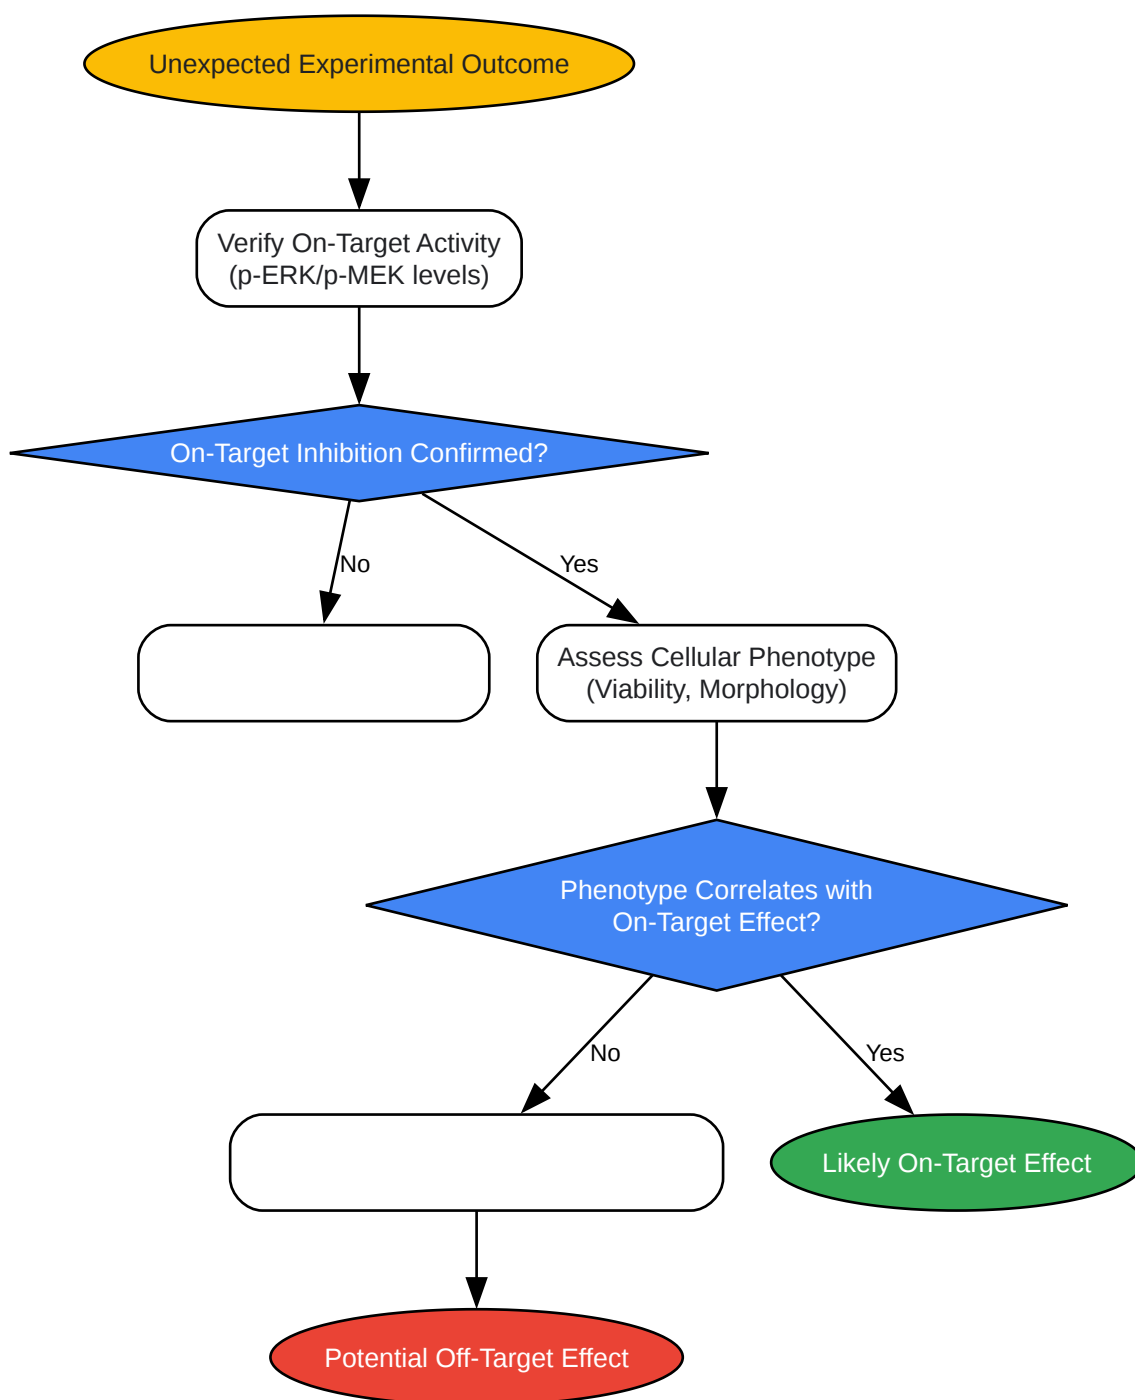 Unexpected Experimental Outcome
Verify On-Target Activity
(p-ERK/p-MEK levels)
On-Target Inhibition Confirmed?
No
Yes
Assess Cellular Phenotype
(Viability, Morphology)
Phenotype Correlates with
On-Target Effect?
No
Yes
Likely On-Target Effect
Potential Off-Target Effect